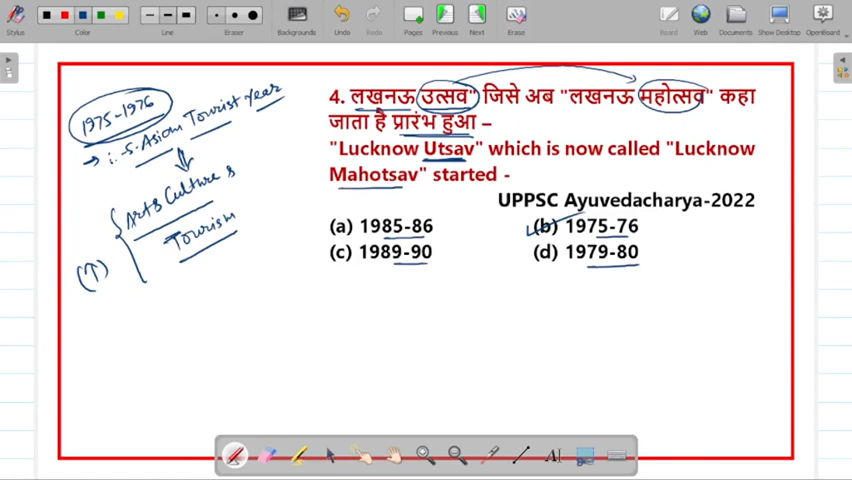 Stylus
Color
Line
Eraser
Backgrounds
Undo
Redo
Pages
Previous
Next
Erase
Board
Web
Documents
Show Desktop
OpenBoard
1975-1976
→ i.-S. Asian Tourist Year
Arts Culture &
Tourism
(↑)
4. लखनऊ उत्सव" जिसे अब "लखनऊ महोत्सव" कहा
जाता है प्रारंभ हुआ –
"Lucknow Utsav" which is now called "Lucknow
Mahotsav" started -
UPPSC Ayuvedacharya-2022
(a) 1985-86 (b) 1975-76
(c) 1989-90 (d) 1979-80